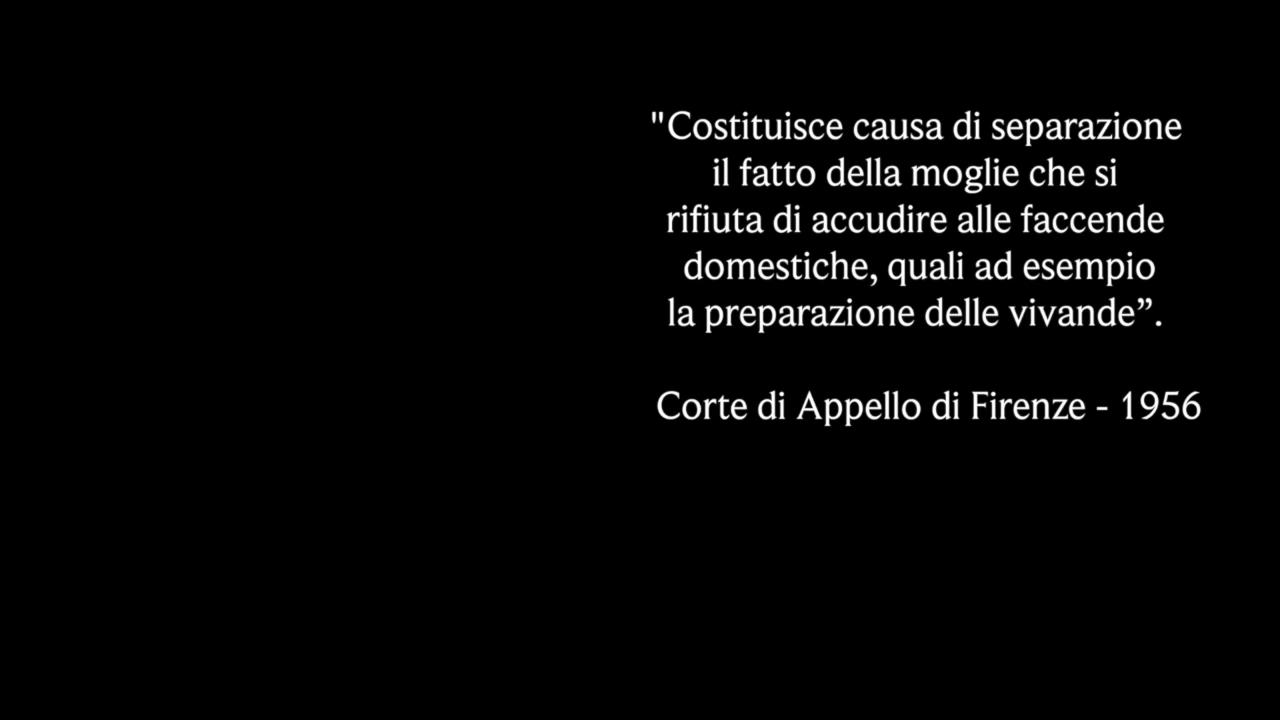 "Costituisce causa di separazione
il fatto della moglie che si
rifiuta di accudire alle faccende
domestiche, quali ad esempio
la preparazione delle vivande”.
Corte di Appello di Firenze - 1956